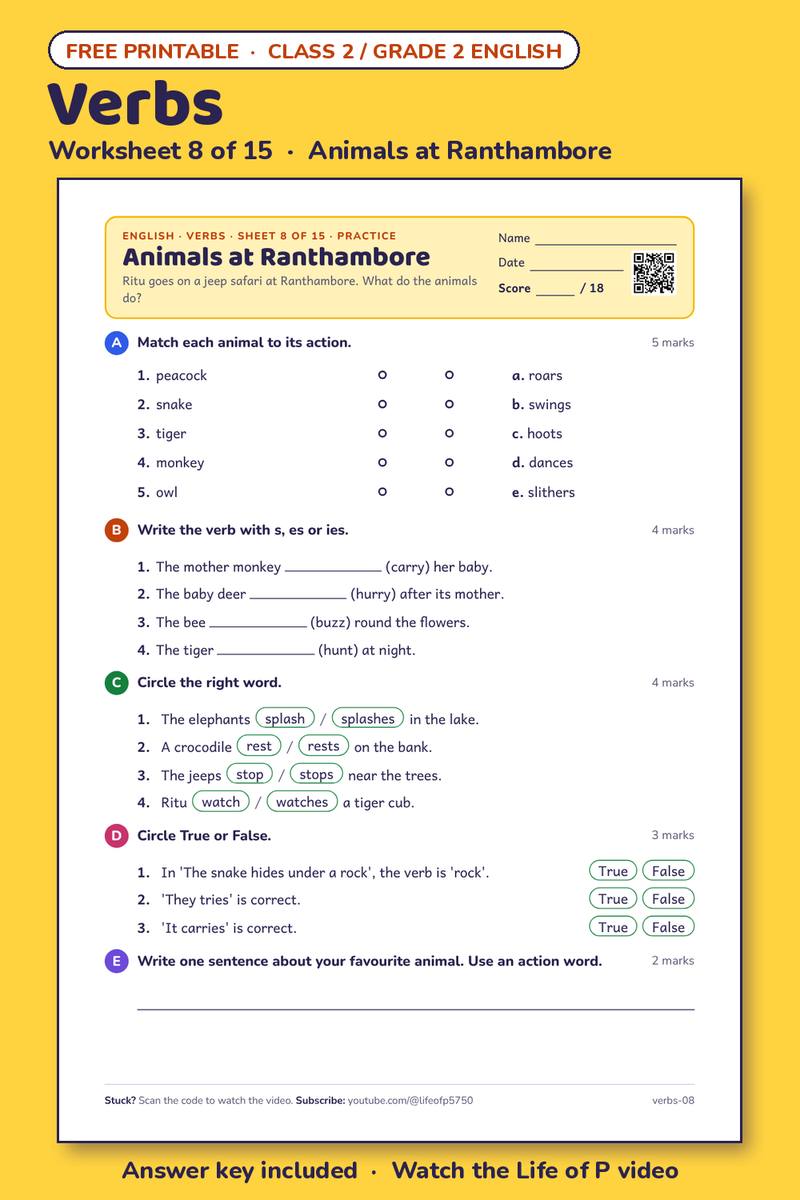 FREE PRINTABLE · CLASS 2 / GRADE 2 ENGLISH
Verbs
Worksheet 8 of 15 · Animals at Ranthambore
ENGLISH · VERBS · SHEET 8 OF 15 · PRACTICE
Animals at Ranthambore
Ritu goes on a jeep safari at Ranthambore. What do the animals
do?
Name ____________________
Date ______________
Score ______ / 18
A Match each animal to its action. 5 marks
1. peacock a. roars
2. snake b. swings
3. tiger c. hoots
4. monkey d. dances
5. owl e. slithers
B Write the verb with s, es or ies. 4 marks
1. The mother monkey ______________ (carry) her baby.
2. The baby deer ______________ (hurry) after its mother.
3. The bee ______________ (buzz) round the flowers.
4. The tiger ______________ (hunt) at night.
C Circle the right word. 4 marks
1. The elephants splash / splashes in the lake.
2. A crocodile rest / rests on the bank.
3. The jeeps stop / stops near the trees.
4. Ritu watch / watches a tiger cub.
D Circle True or False. 3 marks
1. In 'The snake hides under a rock', the verb is 'rock'. True False
2. 'They tries' is correct. True False
3. 'It carries' is correct. True False
E Write one sentence about your favourite animal. Use an action word. 2 marks
Stuck? Scan the code to watch the video. Subscribe: youtube.com/@lifeofp5750 verbs-08
Answer key included · Watch the Life of P video